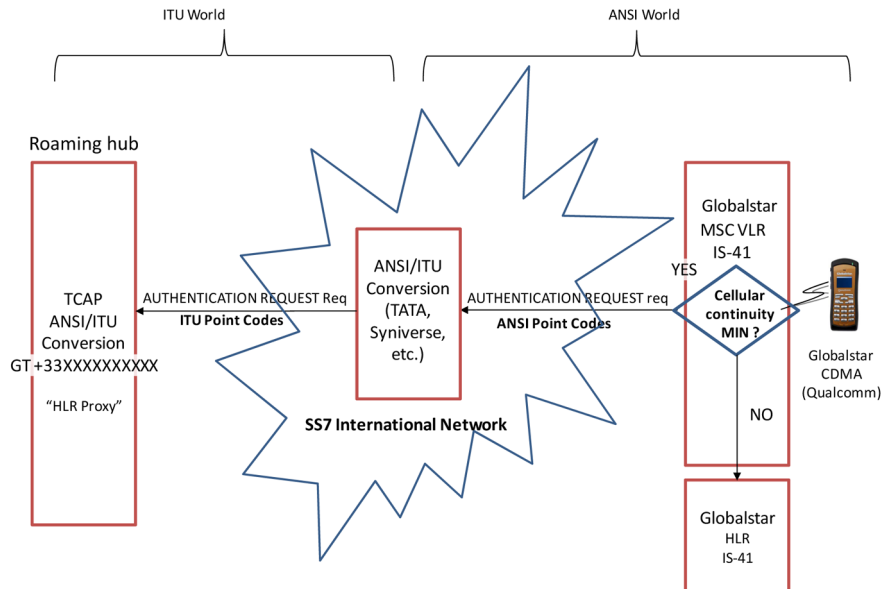 ITU World
ANSI World
Roaming hub
TCAP
ANSI/ITU
Conversion
GT +33XXXXXXXXXX
“HLR Proxy”
AUTHENTICATION REQUEST Req
ITU Point Codes
ANSI/ITU
Conversion
(TATA,
Syniverse,
etc.)
SS7 International Network
AUTHENTICATION REQUEST req
ANSI Point Codes
Globalstar
MSC VLR
IS-41
YES
Cellular
continuity
MIN ?
NO
Globalstar
CDMA
(Qualcomm)
Globalstar
HLR
IS-41